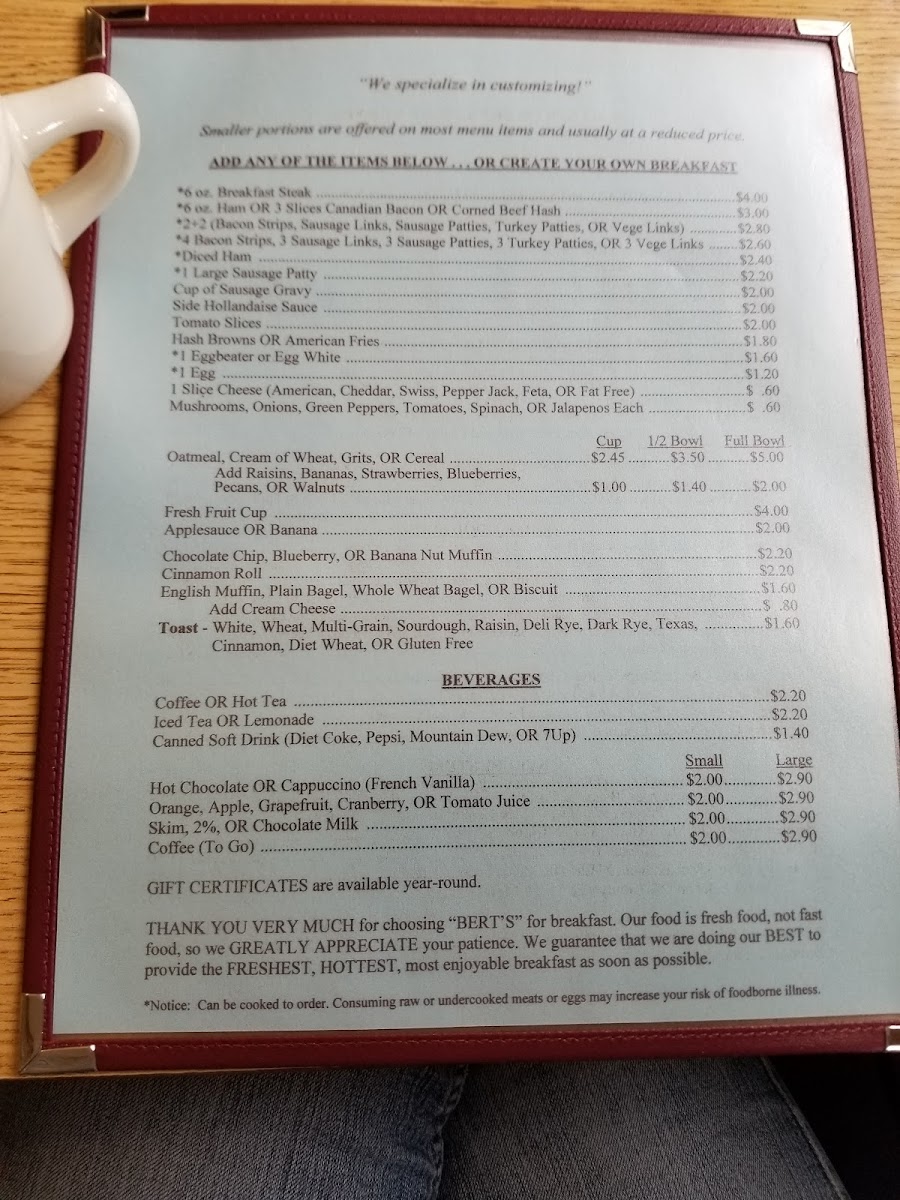 "We specialize in customizing!"
Smaller portions are offered on most menu items and usually at a reduced price.
ADD ANY OF THE ITEMS BELOW . . . OR CREATE YOUR OWN BREAKFAST
*6 oz. Breakfast Steak ........ $4.00
*6 oz. Ham OR 3 Slices Canadian Bacon OR Corned Beef Hash ........ $3.00
*2+2 (Bacon Strips, Sausage Links, Sausage Patties, Turkey Patties, OR Vege Links) ........ $2.80
*4 Bacon Strips, 3 Sausage Links, 3 Sausage Patties, 3 Turkey Patties, OR 3 Vege Links ........ $2.60
*Diced Ham ........ $2.40
*1 Large Sausage Patty ........ $2.20
Cup of Sausage Gravy ........ $2.00
Side Hollandaise Sauce ........ $2.00
Tomato Slices ........ $2.00
Hash Browns OR American Fries ........ $1.80
*1 Eggbeater or Egg White ........ $1.60
*1 Egg ........ $1.20
1 Slice Cheese (American, Cheddar, Swiss, Pepper Jack, Feta, OR Fat Free) ........ $ .60
Mushrooms, Onions, Green Peppers, Tomatoes, Spinach, OR Jalapenos Each ........ $ .60
Cup 1/2 Bowl Full Bowl
Oatmeal, Cream of Wheat, Grits, OR Cereal ........ $2.45 ........ $3.50 ........ $5.00
Add Raisins, Bananas, Strawberries, Blueberries,
Pecans, OR Walnuts ........ $1.00 ........ $1.40 ........ $2.00
Fresh Fruit Cup ........ $4.00
Applesauce OR Banana ........ $2.00
Chocolate Chip, Blueberry, OR Banana Nut Muffin ........ $2.20
Cinnamon Roll ........ $2.20
English Muffin, Plain Bagel, Whole Wheat Bagel, OR Biscuit ........ $1.60
Add Cream Cheese ........ $ .80
Toast - White, Wheat, Multi-Grain, Sourdough, Raisin, Deli Rye, Dark Rye, Texas, ........ $1.60
Cinnamon, Diet Wheat, OR Gluten Free
BEVERAGES
Coffee OR Hot Tea ........ $2.20
Iced Tea OR Lemonade ........ $2.20
Canned Soft Drink (Diet Coke, Pepsi, Mountain Dew, OR 7Up) ........ $1.40
Small Large
Hot Chocolate OR Cappuccino (French Vanilla) ........ $2.00 ........ $2.90
Orange, Apple, Grapefruit, Cranberry, OR Tomato Juice ........ $2.00 ........ $2.90
Skim, 2%, OR Chocolate Milk ........ $2.00 ........ $2.90
Coffee (To Go) ........ $2.00 ........ $2.90
GIFT CERTIFICATES are available year-round.
THANK YOU VERY MUCH for choosing "BERT'S" for breakfast. Our food is fresh food, not fast
food, so we GREATLY APPRECIATE your patience. We guarantee that we are doing our BEST to
provide the FRESHEST, HOTTEST, most enjoyable breakfast as soon as possible.
*Notice: Can be cooked to order. Consuming raw or undercooked meats or eggs may increase your risk of foodborne illness.